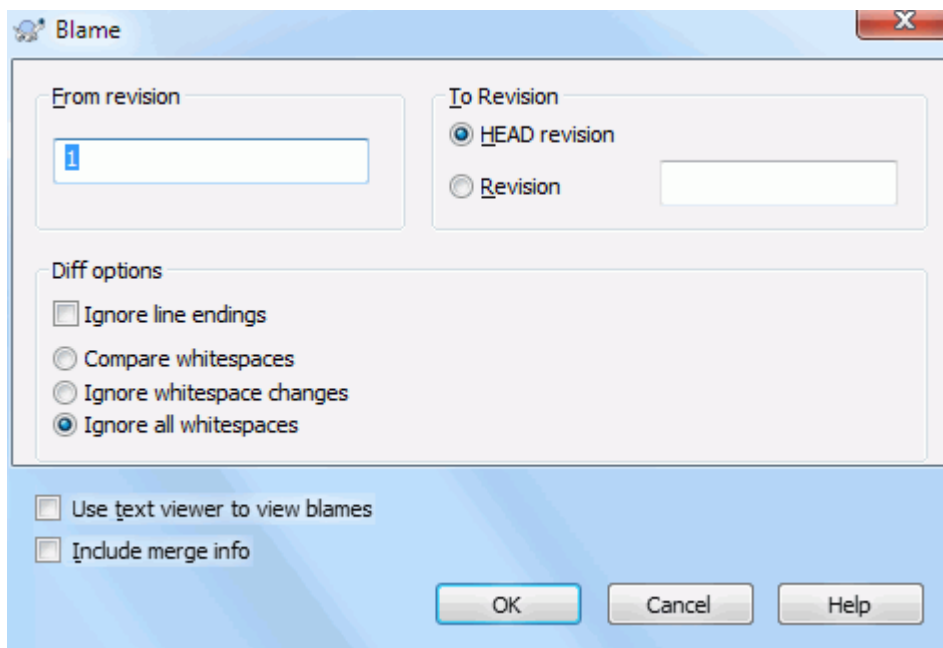 Blame
From revision
1
To Revision
HEAD revision
Revision
Diff options
Ignore line endings
Compare whitespaces
Ignore whitespace changes
Ignore all whitespaces
Use text viewer to view blames
Include merge info
OK Cancel Help